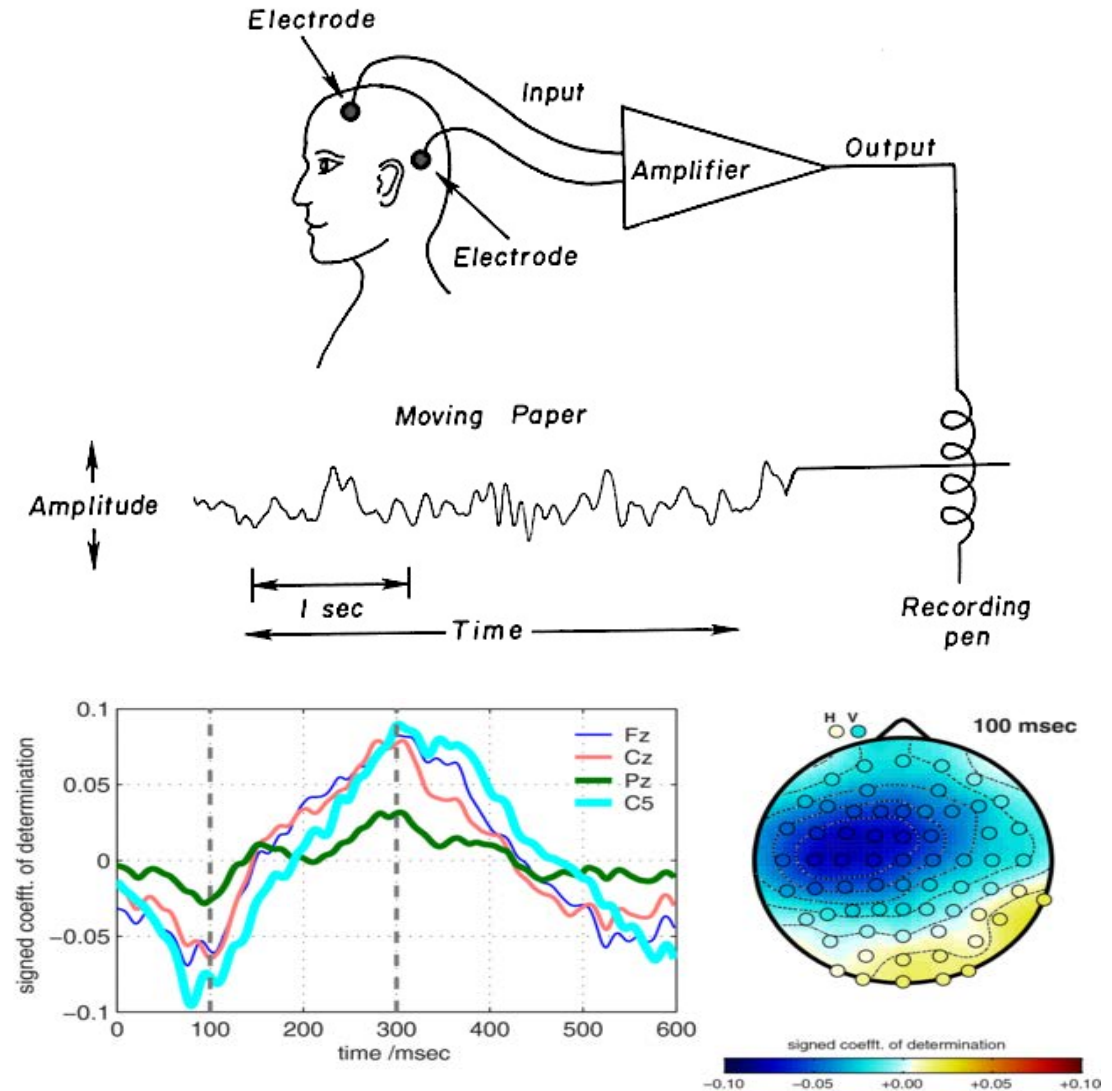 Electrode
Input
Amplifier
Output
Electrode
Moving Paper
Amplitude
1 sec
Time
Recording
pen
0.1
0.05
0
−0.05
−0.1
signed coefft. of determination
Fz
Cz
Pz
C5
0 100 200 300 400 500 600
time /msec
H V
100 msec
signed coefft. of determination
−0.10 −0.05 +0.00 +0.05 +0.10